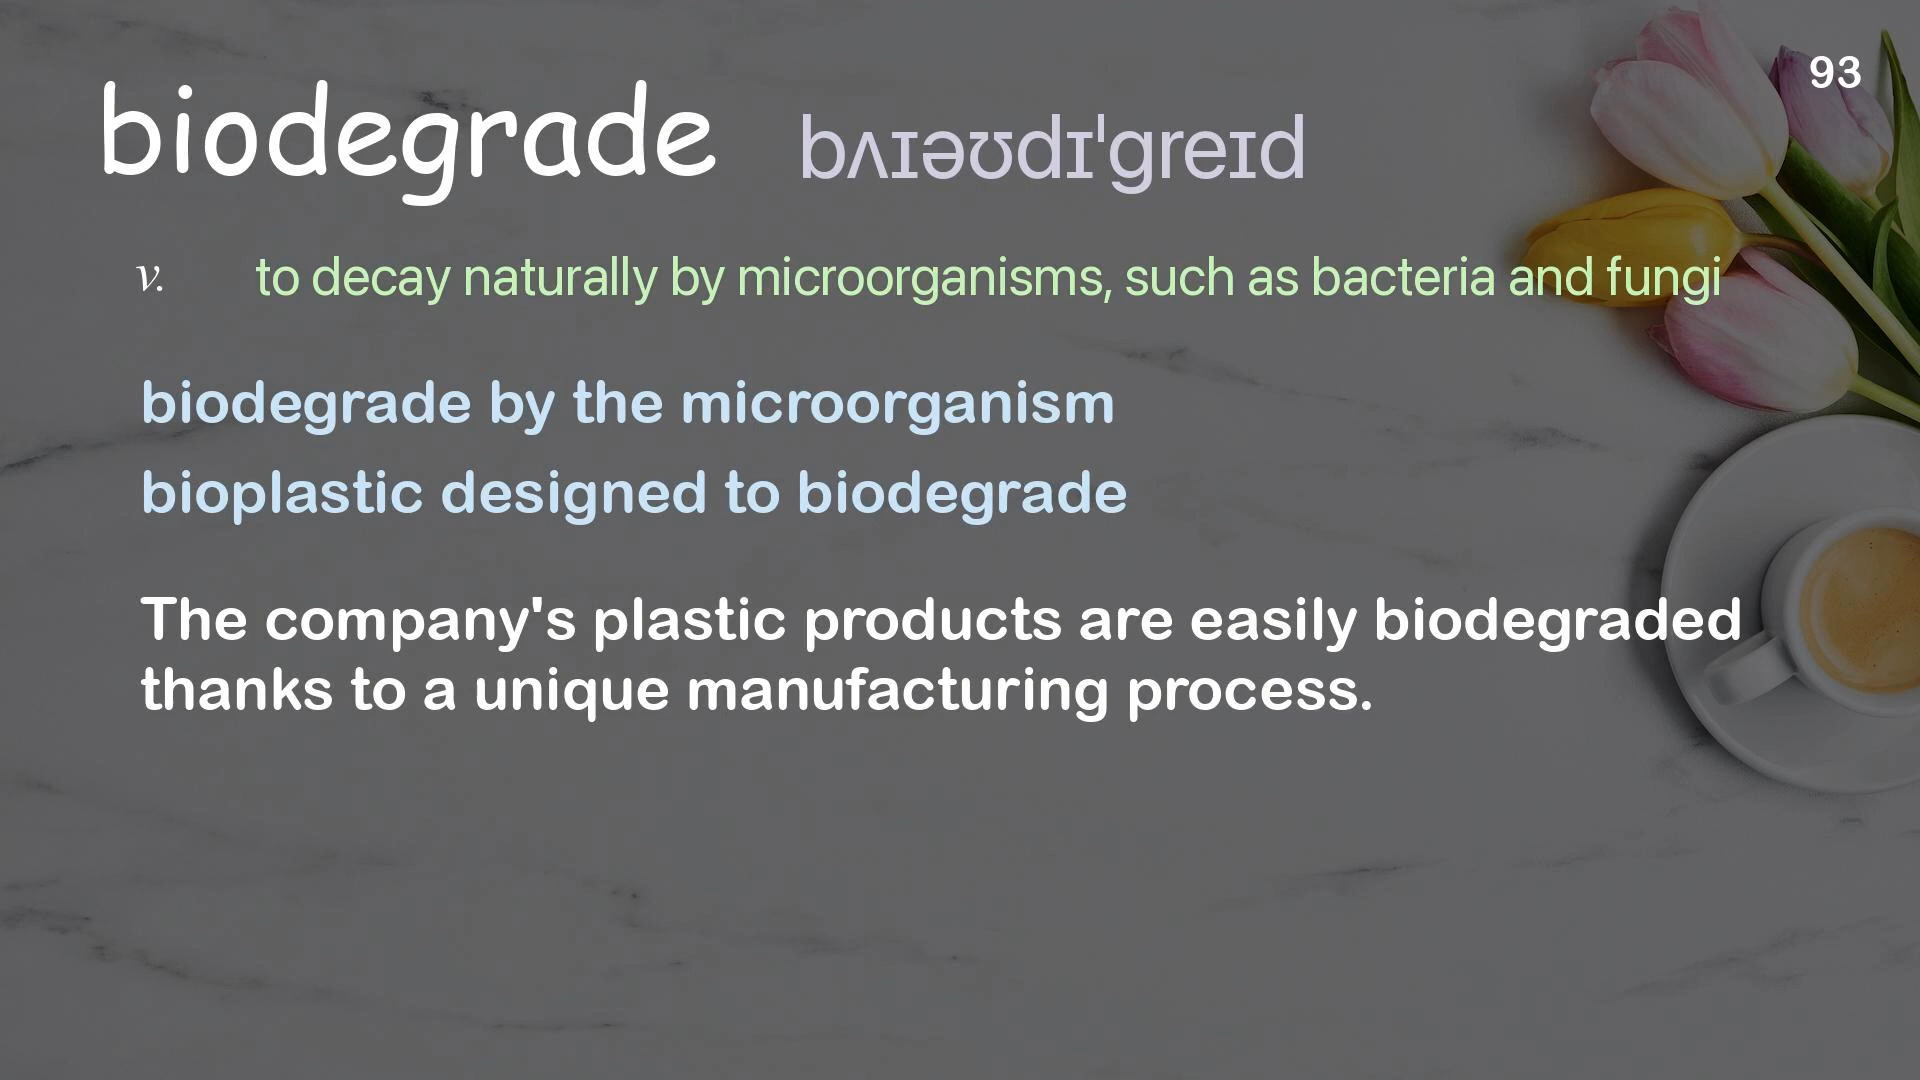 93
biodegrade bʌɪəʊdɪˈɡreɪd
v. to decay naturally by microorganisms, such as bacteria and fungi
biodegrade by the microorganism
bioplastic designed to biodegrade
The company's plastic products are easily biodegraded
thanks to a unique manufacturing process.